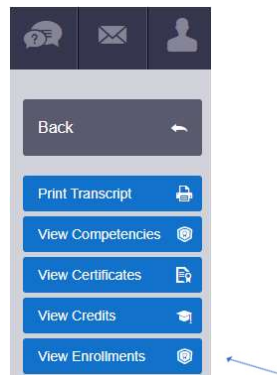 Back
Print Transcript
View Competencies
View Certificates
View Credits
View Enrollments